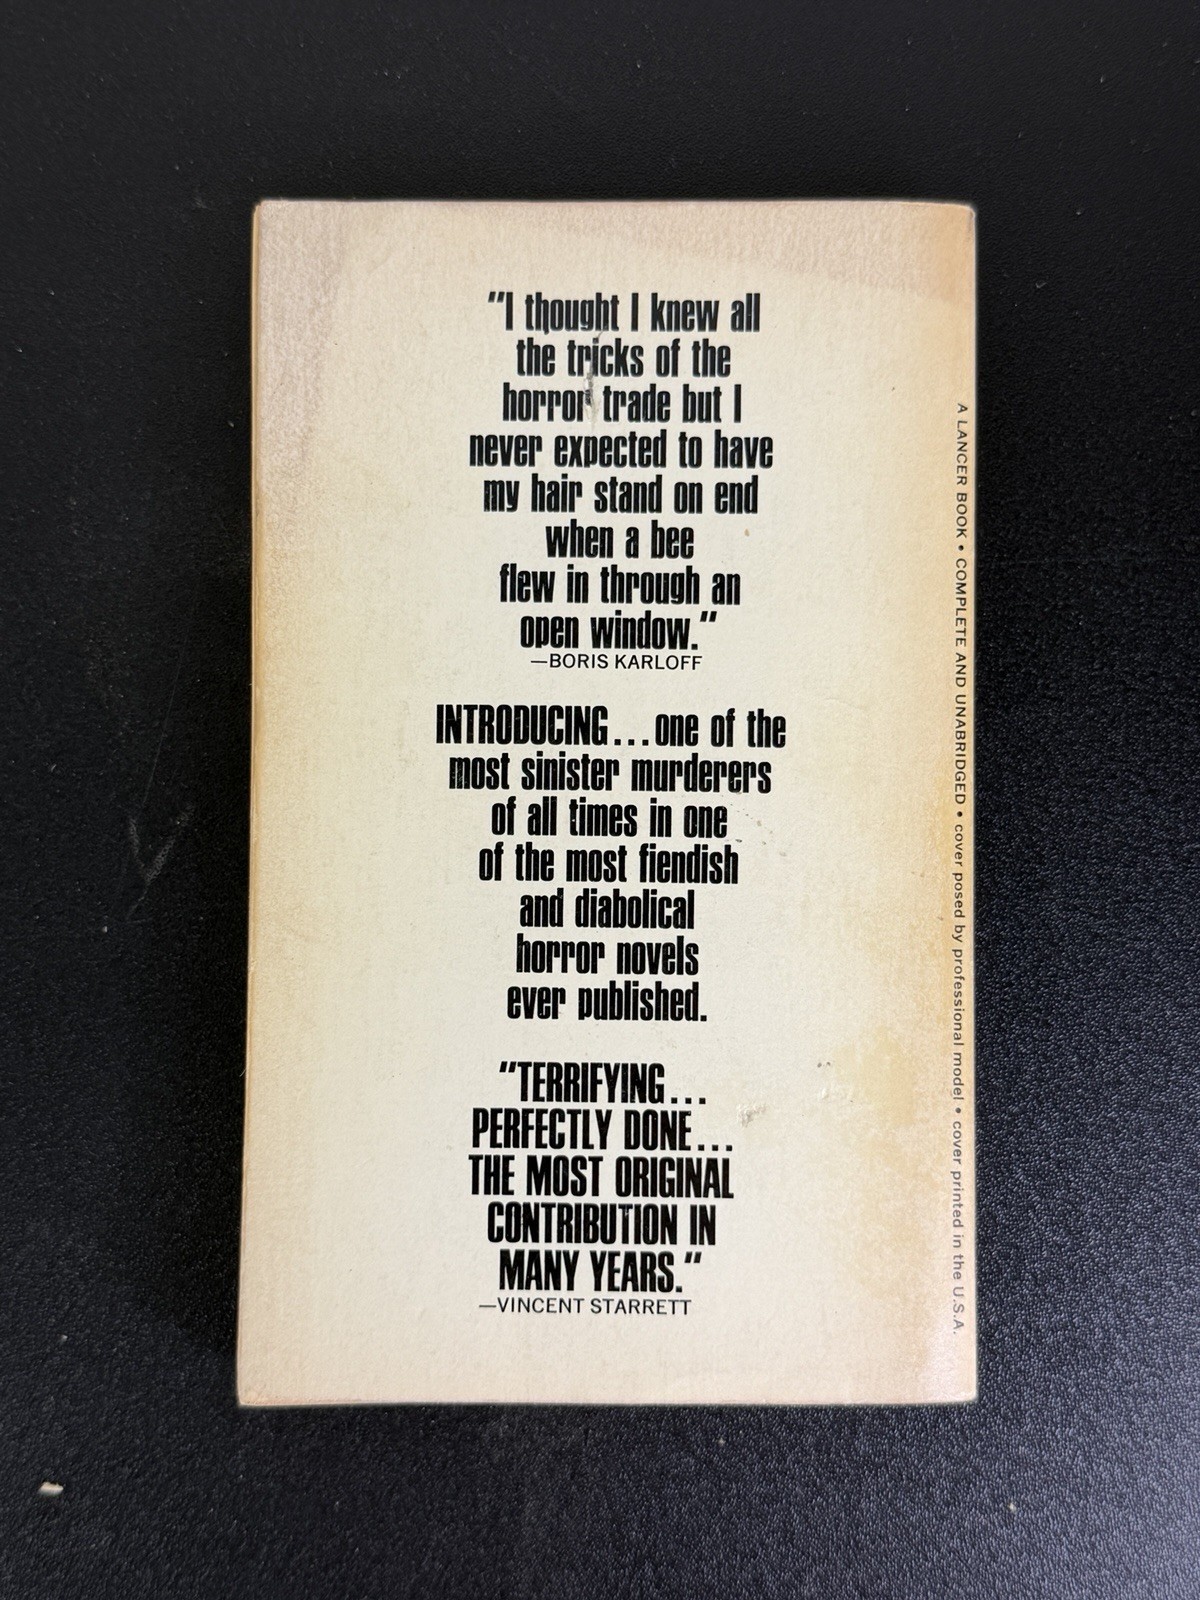 "I thought I knew all
the tricks of the
horror trade but I
never expected to have
my hair stand on end
when a bee
flew in through an
open window."
—BORIS KARLOFF
INTRODUCING...one of the
most sinister murderers
of all times in one
of the most fiendish
and diabolical
horror novels
ever published.
"TERRIFYING...
PERFECTLY DONE...
THE MOST ORIGINAL
CONTRIBUTION IN
MANY YEARS."
—VINCENT STARRETT
A LANCER BOOK • COMPLETE AND UNABRIDGED • cover posed by professional model • cover printed in the U.S.A.